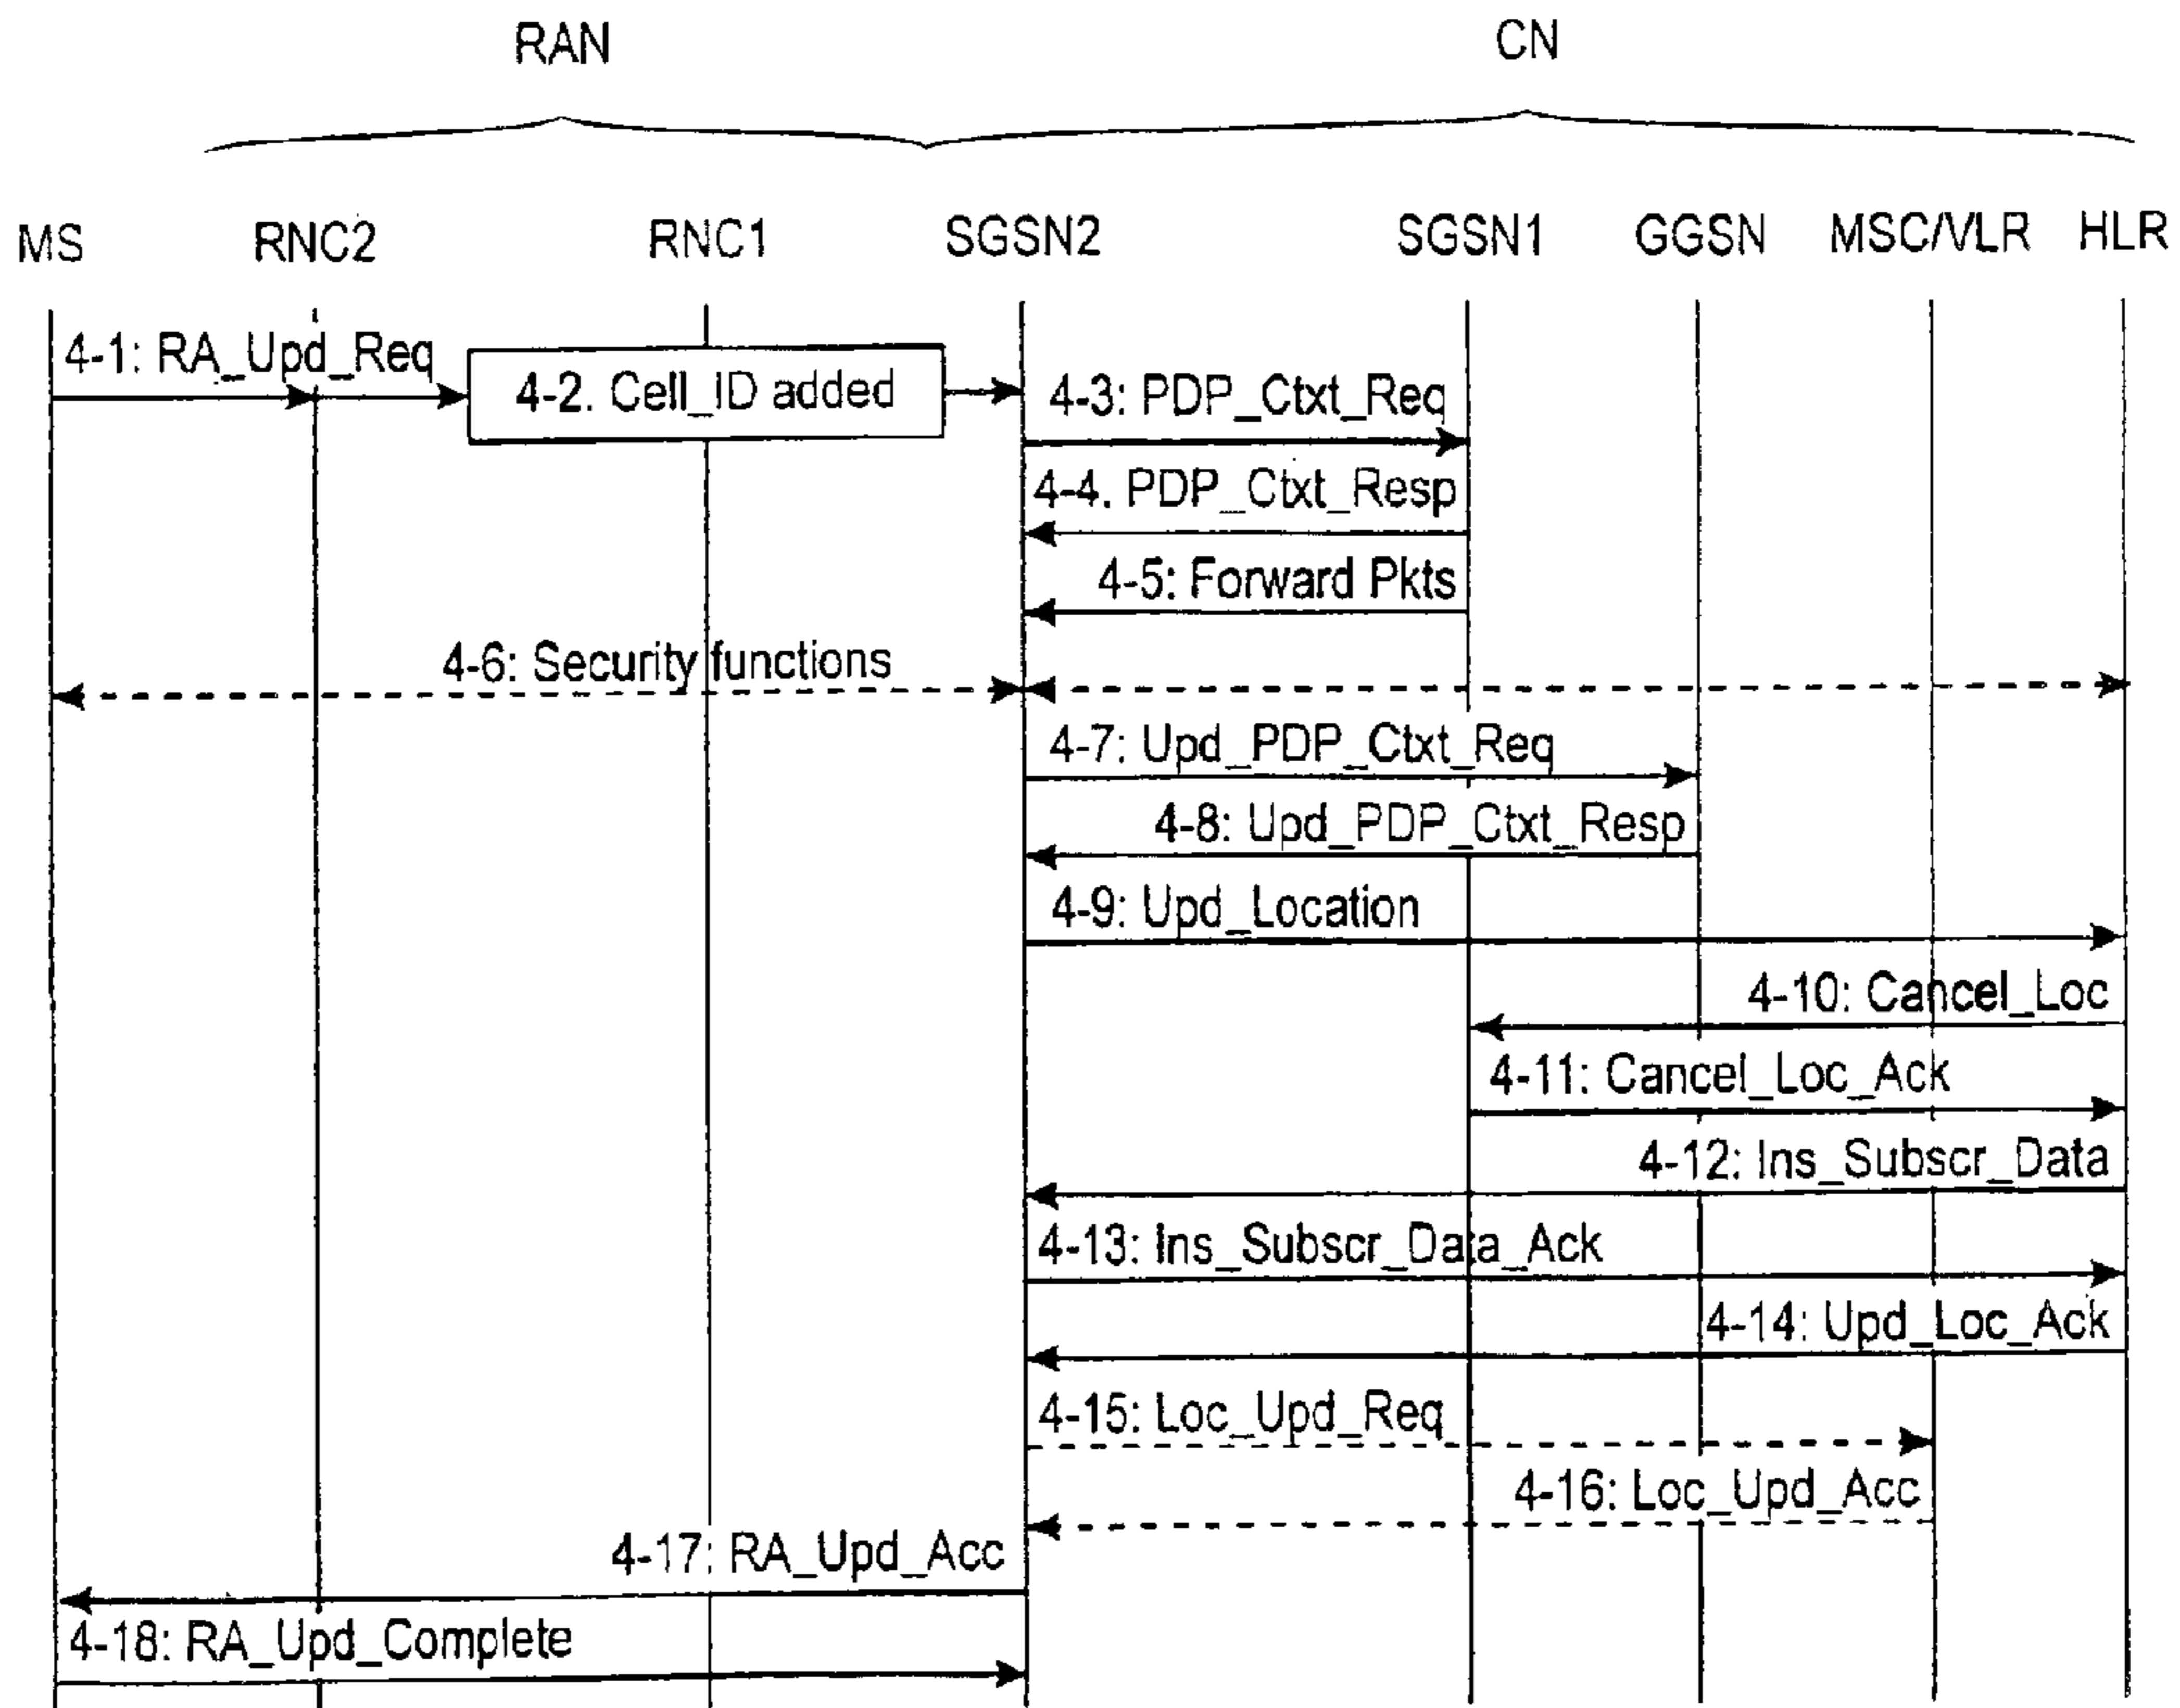 RAN CN
MS RNC2 RNC1 SGSN2 SGSN1 GGSN MSC/VLR HLR
4-1: RA_Upd_Req
4-2. Cell_ID added
4-3: PDP_Ctxt_Req
4-4. PDP_Ctxt_Resp
4-5: Forward Pkts
4-6: Security functions
4-7: Upd_PDP_Ctxt_Req
4-8: Upd_PDP_Ctxt_Resp
4-9: Upd_Location
4-10: Cancel_Loc
4-11: Cancel_Loc_Ack
4-12: Ins_Subscr_Data
4-13: Ins_Subscr_Data_Ack
4-14: Upd_Loc_Ack
4-15: Loc_Upd_Req
4-16: Loc_Upd_Acc
4-17: RA_Upd_Acc
4-18: RA_Upd_Complete